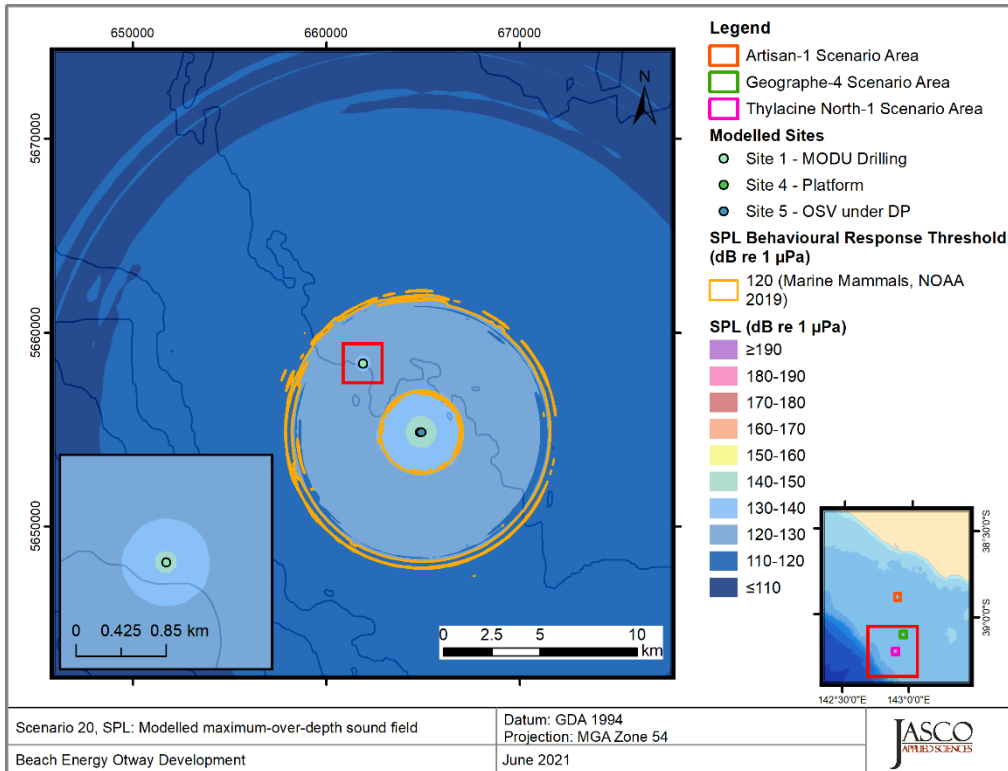 650000 660000 670000
5670000
5660000
5650000
N
0 0.425 0.85 km
0 2.5 5 10
km
Legend
Artisan-1 Scenario Area
Geographe-4 Scenario Area
Thylacine North-1 Scenario Area
Modelled Sites
Site 1 - MODU Drilling
Site 4 - Platform
Site 5 - OSV under DP
SPL Behavioural Response Threshold
(dB re 1 µPa)
120 (Marine Mammals, NOAA
2019)
SPL (dB re 1 µPa)
≥190
180-190
170-180
160-170
150-160
140-150
130-140
120-130
110-120
≤110
38°30'0"S
39°0'0"S
142°30'0"E 143°0'0"E
Scenario 20, SPL: Modelled maximum-over-depth sound field
Datum: GDA 1994
Projection: MGA Zone 54
Beach Energy Otway Development
June 2021
JASCO
APPLIED SCIENCES